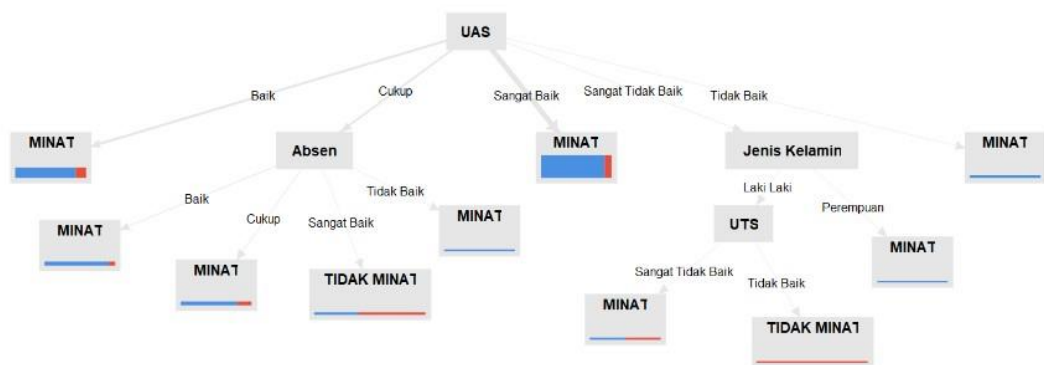 UAS
Baik
Cukup
Sangat Baik
Sangat Tidak Baik
Tidak Baik
MINAT
Absen
MINAT
Jenis Kelamin
MINAT
Baik
Cukup
Sangat Baik
Tidak Baik
Laki Laki
Perempuan
MINAT
MINAT
TIDAK MINAT
MINAT
UTS
MINAT
Sangat Tidak Baik
Tidak Baik
MINAT
TIDAK MINAT